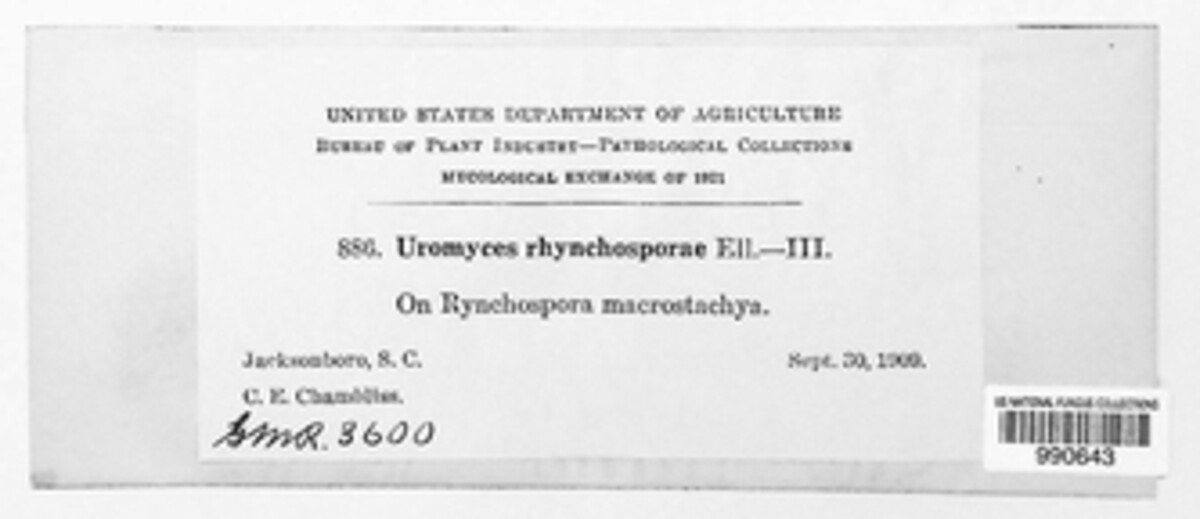 UNITED STATES DEPARTMENT OF AGRICULTURE
BUREAU OF PLANT INDUSTRY—PATHOLOGICAL COLLECTIONS
MYCOLOGICAL EXCHANGE OF 1921
886. Uromyces rhynchosporae Ell.—III.
On Rynchospora macrostachya.
Jacksonboro, S. C.
Sept. 30, 1909.
C. E. Chambliss.
3600
US NATIONAL FUNGUS COLLECTIONS
990643